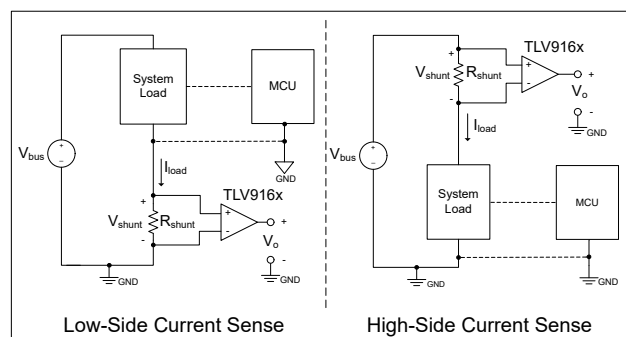 System
Load
MCU
V_bus
+
–
I_load
GND
TLV916x
+
V_shunt
R_shunt
-
+
-
+
V_o
-
GND
GND
Low-Side Current Sense
TLV916x
+
V_shunt
R_shunt
-
+
-
+
V_o
-
GND
I_load
V_bus
+
–
System
Load
MCU
GND
GND
High-Side Current Sense